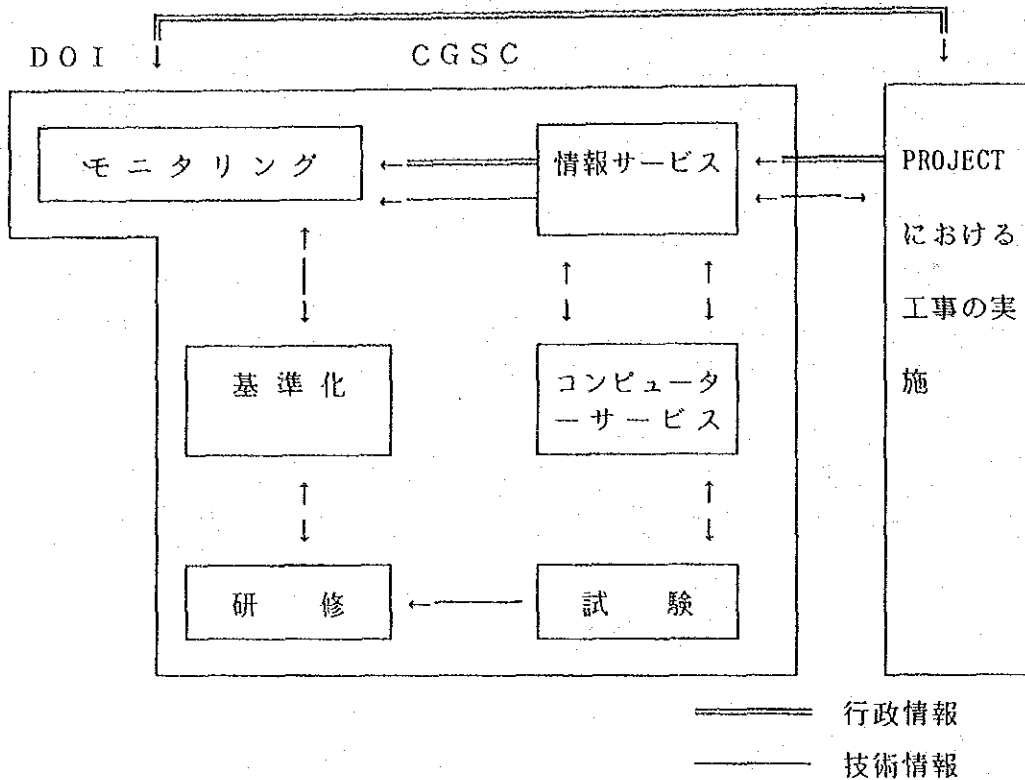 DOI CGSC
モニタリング
情報サービス
PROJECT
における
工事の実
施
基準化
コンピュータ
ーサービス
研修
試験
行政情報
技術情報